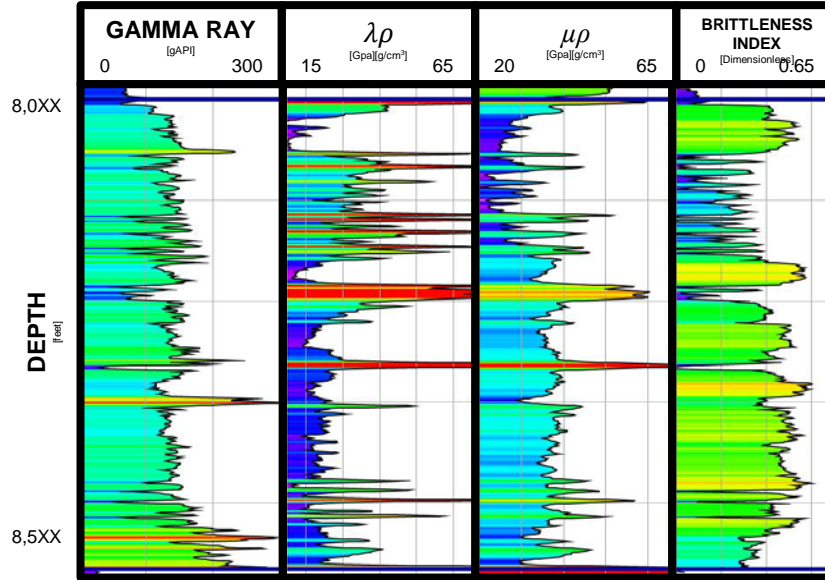 GAMMA RAY
[gAPI]
0 300
λρ
[Gpa][g/cm³]
15 65
μρ
[Gpa][g/cm³]
20 65
BRITTLENESS
INDEX
[Dimensionless]
0 0.65
8,0XX
DEPTH
[feet]
8,5XX